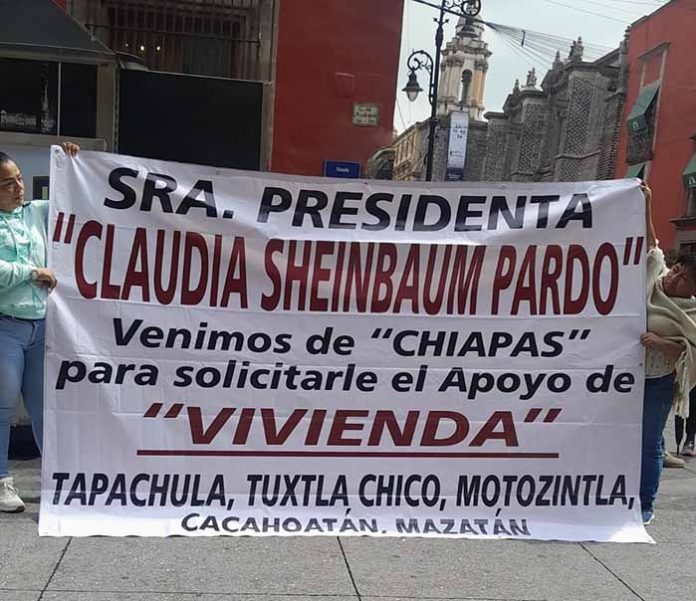 SRA. PRESIDENTA
"CLAUDIA SHEINBAUM PARDO"
Venimos de "CHIAPAS"
para solicitarle el Apoyo de
"VIVIENDA"
TAPACHULA, TUXTLA CHICO, MOTOZINTLA,
CACAHOATÁN, MAZATÁN